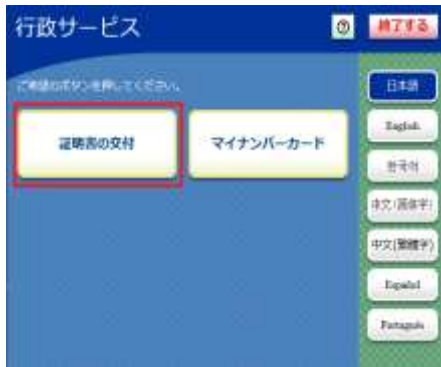 行政サービス
終了する
ご希望のボタンを押してください。
証明書の交付
マイナンバーカード
日本語
English
한국어
中文(简体字)
中文(繁體字)
Español
Português